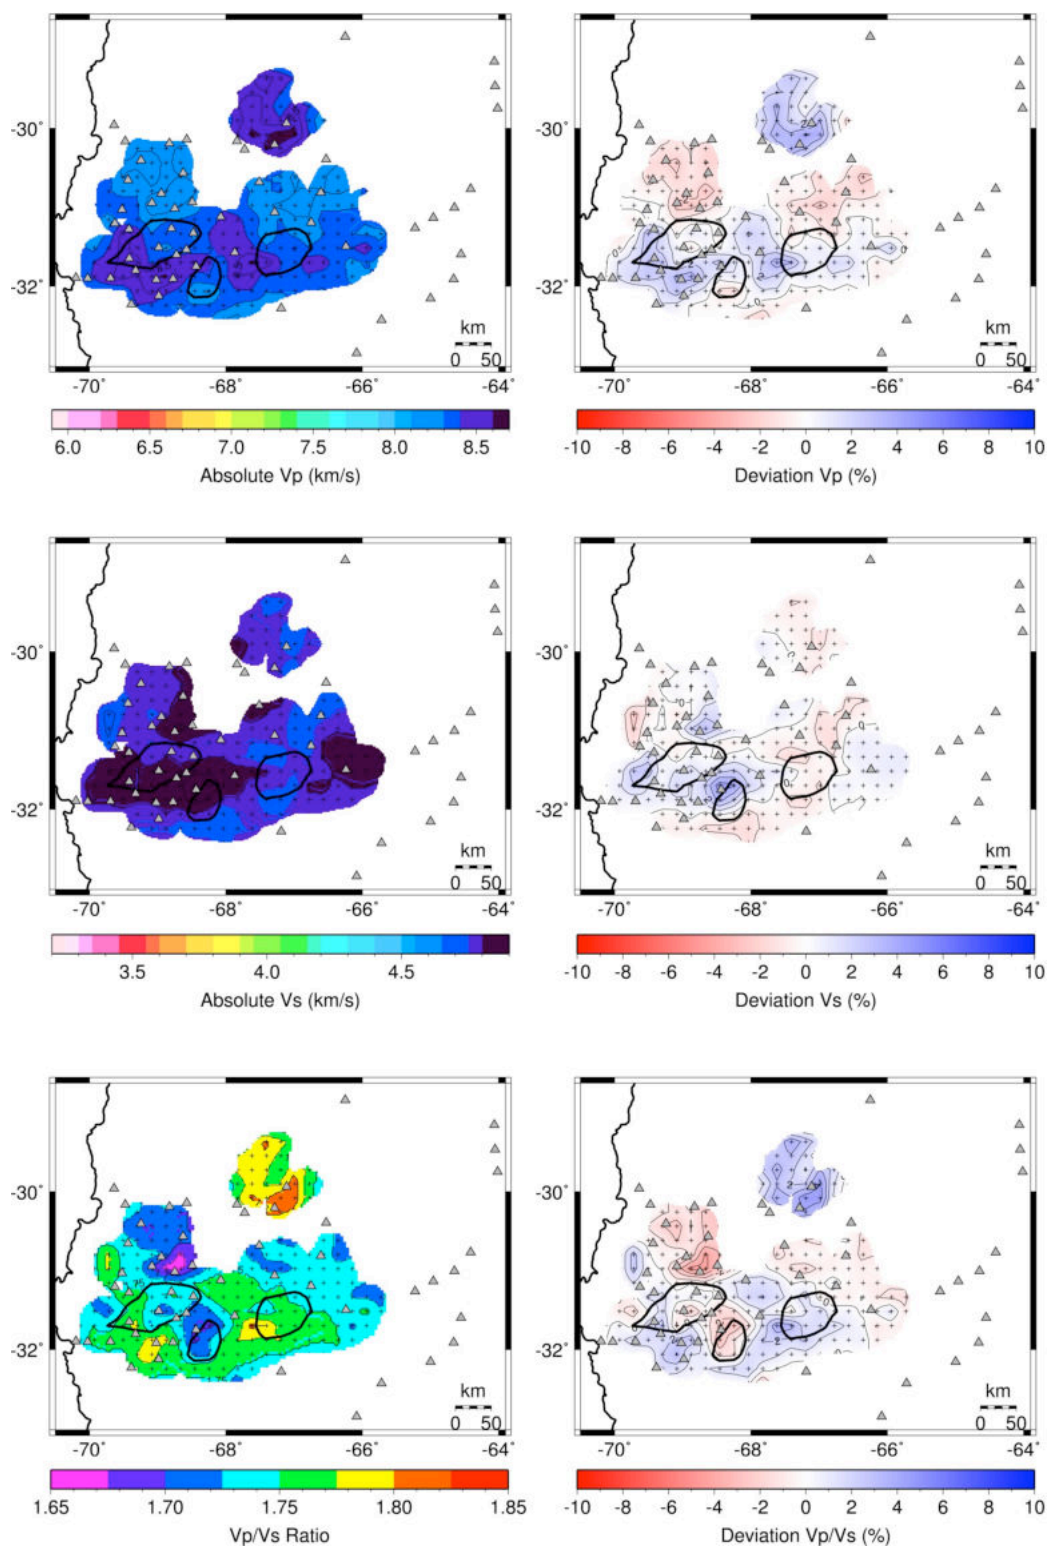 -30˚
-32˚
km
0 50
km
0 50
-70˚ -68˚ -66˚ -64˚
-70˚ -68˚ -66˚ -64˚
6.0 6.5 7.0 7.5 8.0 8.5
-10 -8 -6 -4 -2 0 2 4 6 8 10
Absolute Vp (km/s)
Deviation Vp (%)
-30˚
-32˚
km
0 50
km
0 50
-70˚ -68˚ -66˚ -64˚
-70˚ -68˚ -66˚ -64˚
3.5 4.0 4.5
-10 -8 -6 -4 -2 0 2 4 6 8 10
Absolute Vs (km/s)
Deviation Vs (%)
-30˚
-32˚
km
0 50
km
0 50
-70˚ -68˚ -66˚ -64˚
-70˚ -68˚ -66˚ -64˚
1.65 1.70 1.75 1.80 1.85
-10 -8 -6 -4 -2 0 2 4 6 8 10
Vp/Vs Ratio
Deviation Vp/Vs (%)